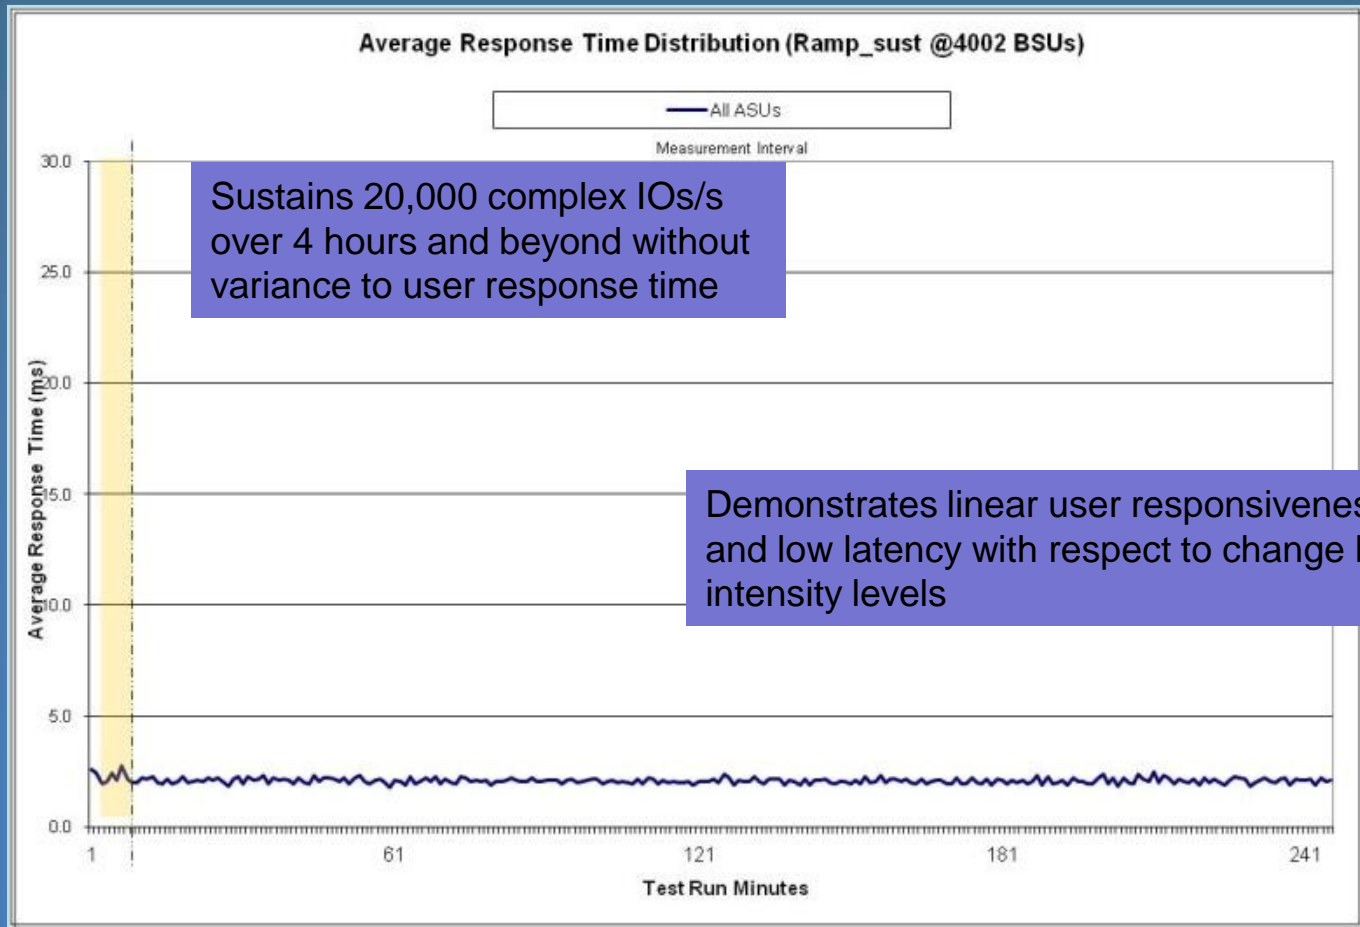 Average Response Time Distribution (Ramp_sust @4002 BSUs)
All ASUs
Measurement Interval
30.0
25.0
20.0
15.0
10.0
5.0
0.0
Average Response Time (ms)
Sustains 20,000 complex IOs/s
over 4 hours and beyond without
variance to user response time
Demonstrates linear user responsivenes
and low latency with respect to change
intensity levels
1 61 121 181 241
Test Run Minutes